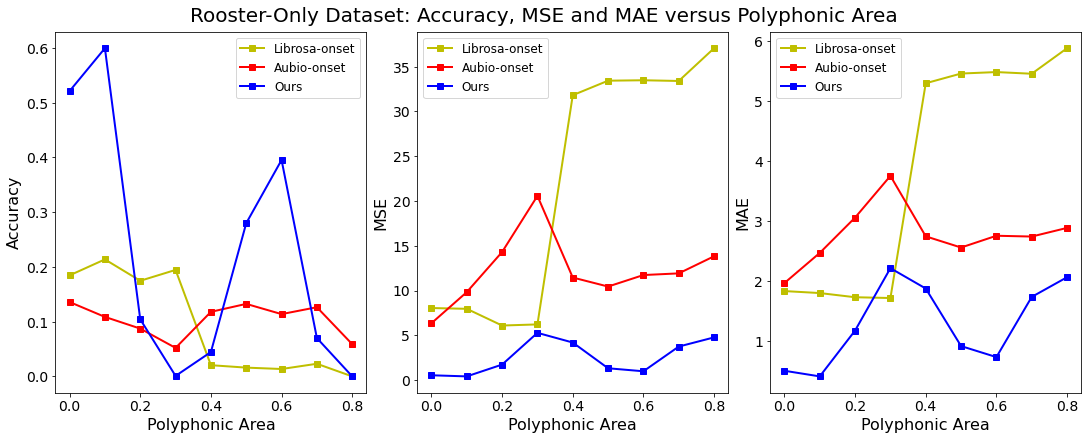 Rooster-Only Dataset: Accuracy, MSE and MAE versus Polyphonic Area
Accuracy
0.6
0.5
0.4
0.3
0.2
0.1
0.0
Librosa-onset
Aubio-onset
Ours
0.0 0.2 0.4 0.6 0.8
Polyphonic Area
MSE
35
30
25
20
15
10
5
0
Librosa-onset
Aubio-onset
Ours
0.0 0.2 0.4 0.6 0.8
Polyphonic Area
MAE
6
5
4
3
2
1
Librosa-onset
Aubio-onset
Ours
0.0 0.2 0.4 0.6 0.8
Polyphonic Area